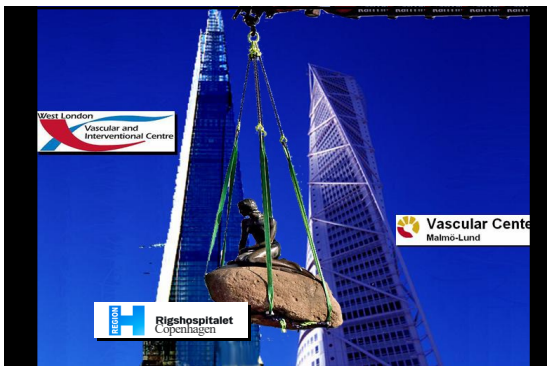 West London
Vascular and
Interventional Centre
Vascular Cente
Malmö-Lund
REGION
H
Rigshospitalet
Copenhagen